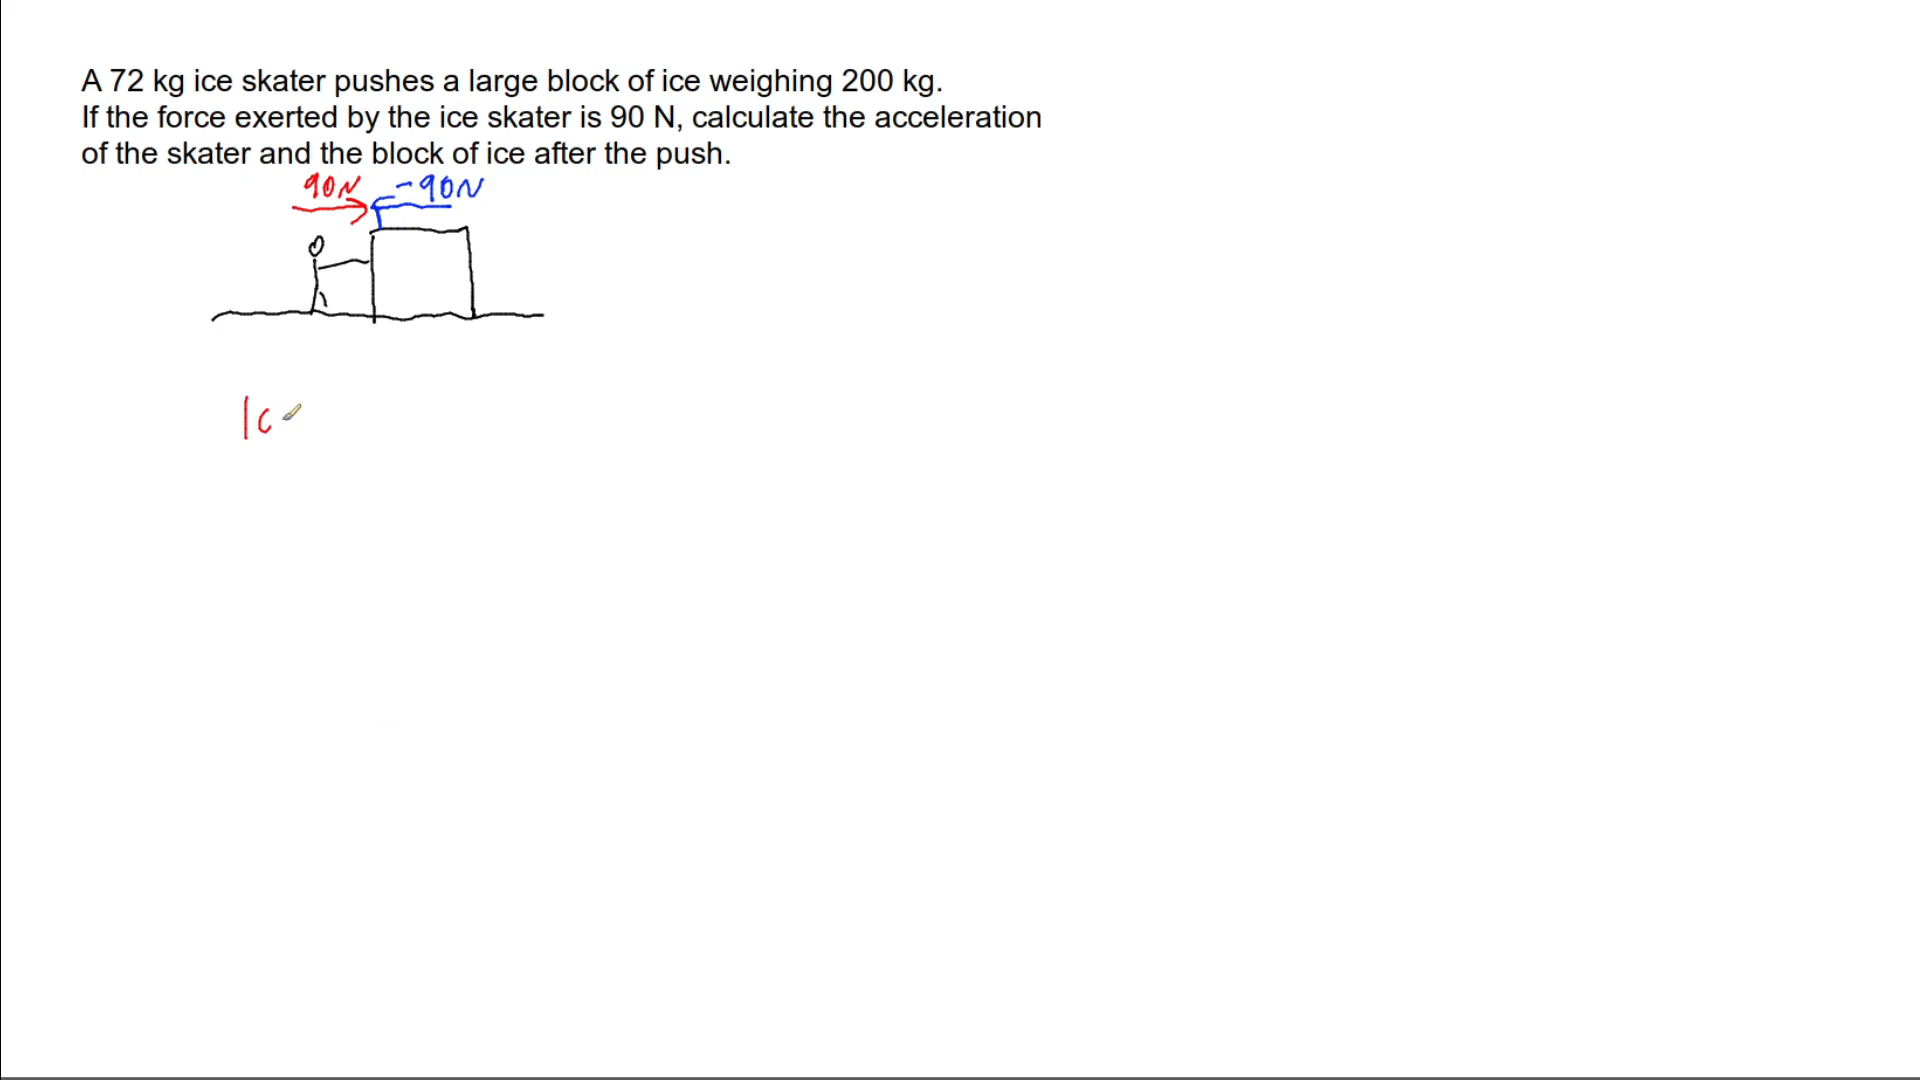 A 72 kg ice skater pushes a large block of ice weighing 200 kg.
If the force exerted by the ice skater is 90 N, calculate the acceleration
of the skater and the block of ice after the push.
90N -90N
Ic